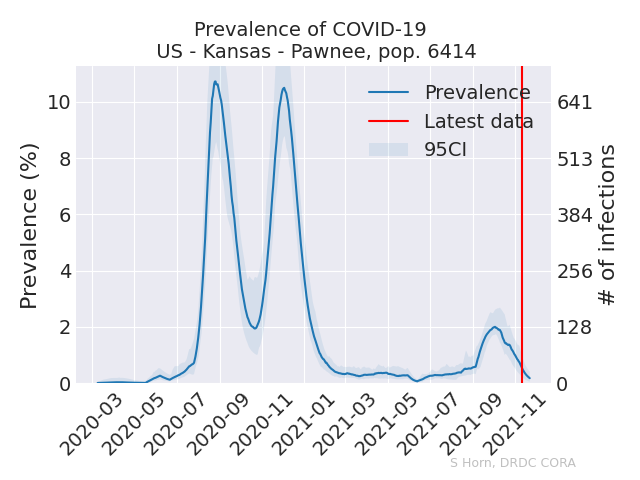 Prevalence of COVID-19
US - Kansas - Pawnee, pop. 6414
Prevalence (%)
10
8
6
4
2
0
Prevalence
Latest data
95CI
641
513
384
256
128
0
# of infections
2020-03
2020-05
2020-07
2020-09
2020-11
2021-01
2021-03
2021-05
2021-07
2021-09
2021-11
S Horn, DRDC CORA